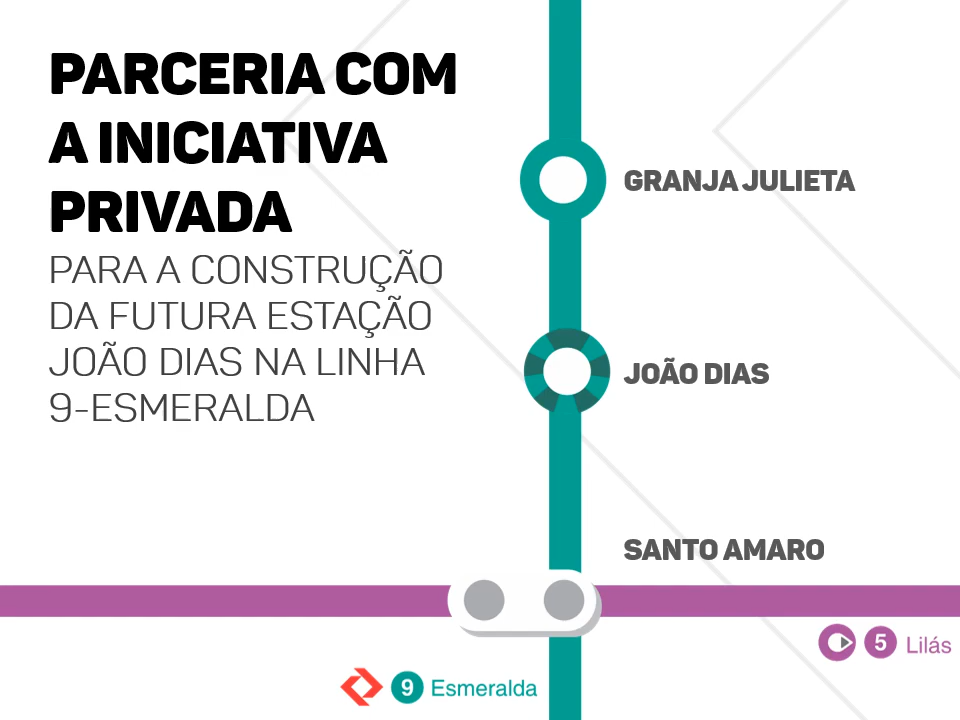 PARCERIA COM
A INICIATIVA
PRIVADA
PARA A CONSTRUÇÃO
DA FUTURA ESTAÇÃO
JOÃO DIAS NA LINHA
9-ESMERALDA
GRANJA JULIETA
JOÃO DIAS
SANTO AMARO
5 Lilás
9 Esmeralda